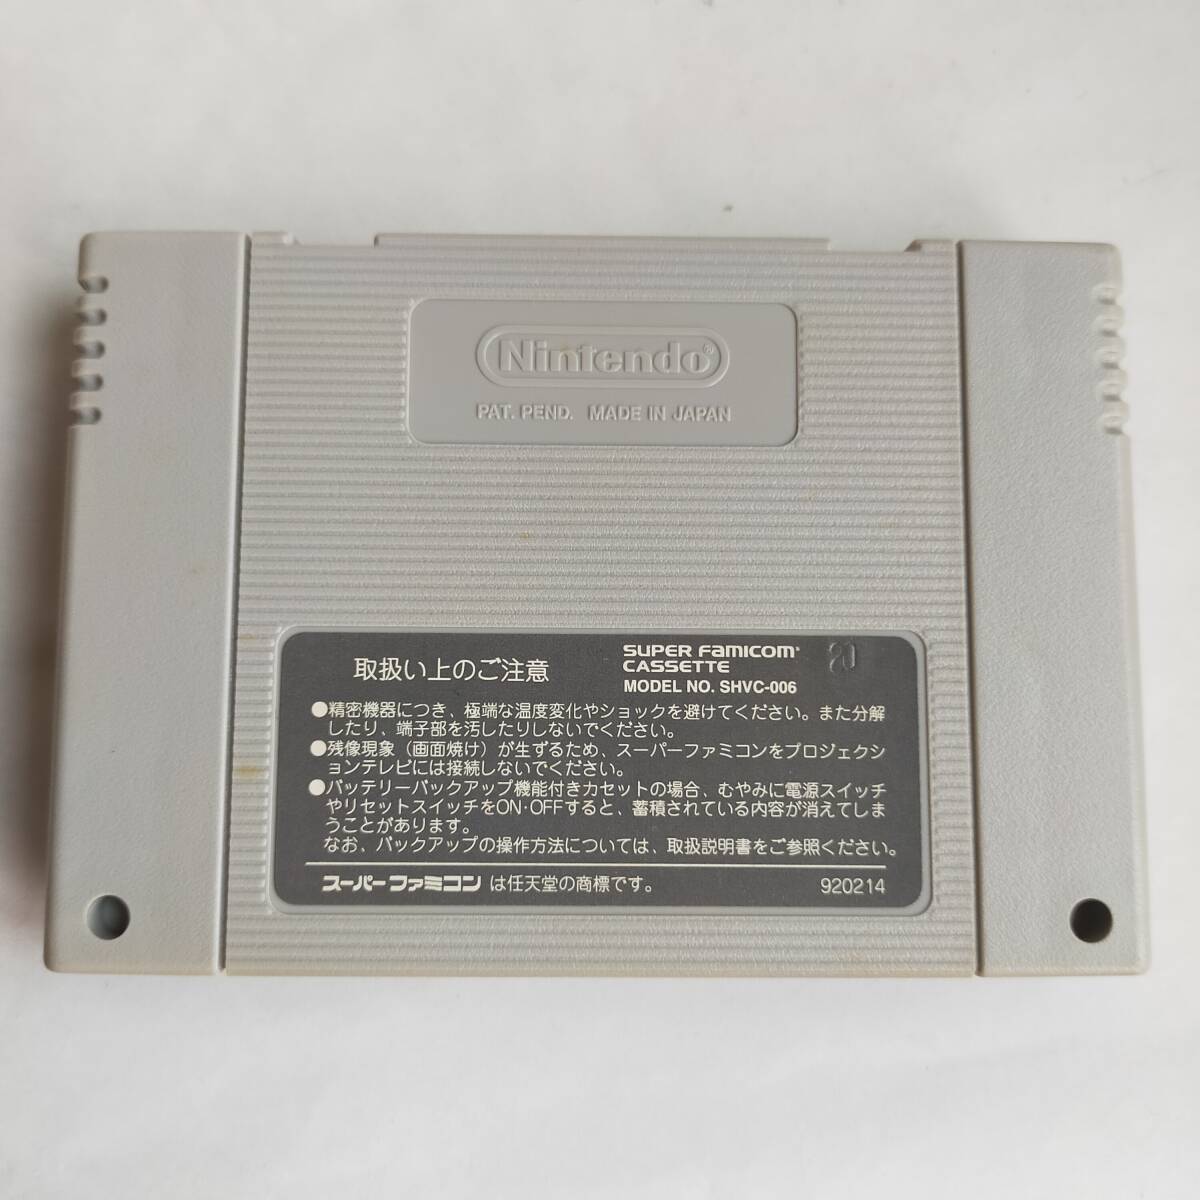 Nintendo®
PAT. PEND. MADE IN JAPAN
取扱い上のご注意
SUPER FAMICOM
CASSETTE
MODEL NO. SHVC-006
20
●精密機器につき、極端な温度変化やショックを避けてください。また分解
したり、端子部を汚したりしないでください。
●残像現象（画面焼け）が生ずるため、スーパーファミコンをプロジェクシ
ョンテレビには接続しないでください。
●バッテリーバックアップ機能付きカセットの場合、むやみに電源スイッチ
やリセットスイッチをON·OFFすると、蓄積されている内容が消えてしま
うことがあります。
なお、バックアップの操作方法については、取扱説明書をご参照ください。
スーパーファミコンは任天堂の商標です。
920214